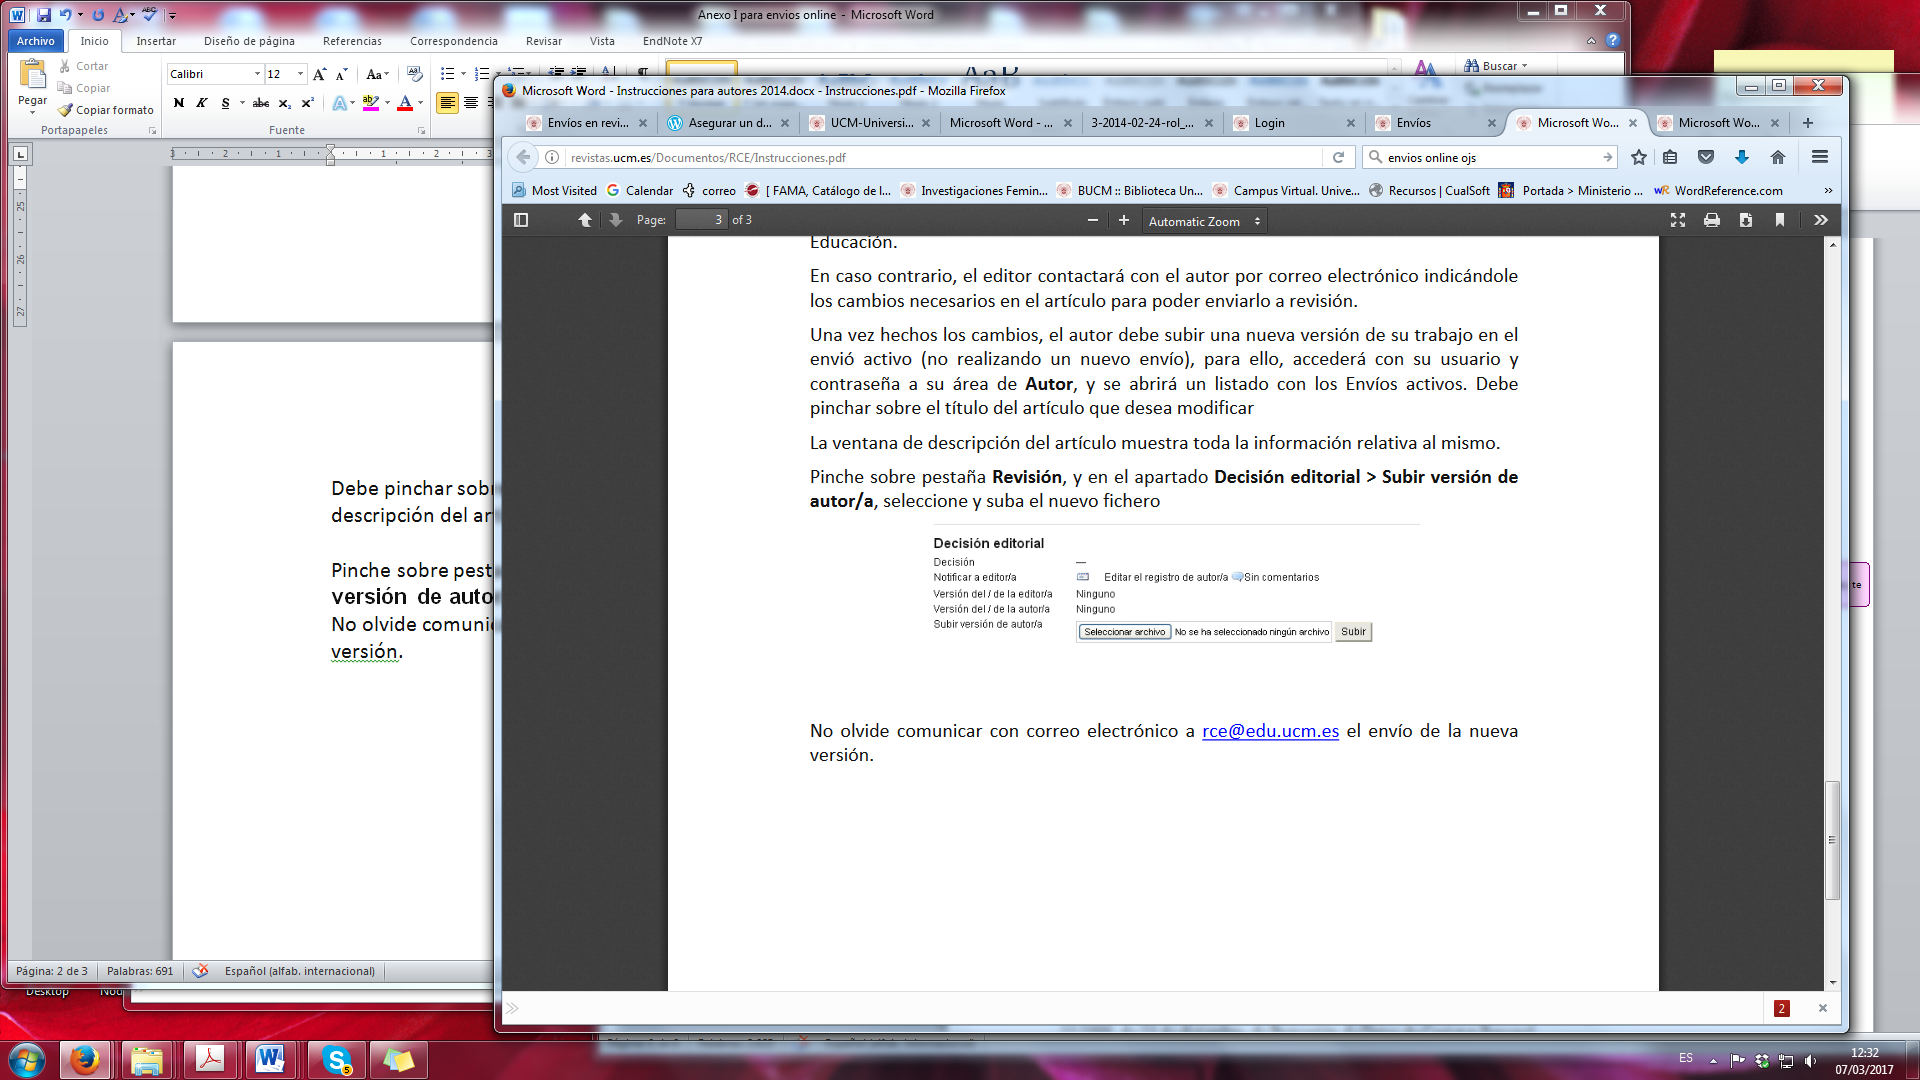 Anexo I para envios online - Microsoft Word
Archivo Inicio Insertar Diseño de página Referencias Correspondencia Revisar Vista EndNote X7
Pegar
Cortar
Copiar
Copiar formato
Portapapeles
Calibri 12
Fuente
Buscar
Microsoft Word - Instrucciones para autores 2014.docx - Instrucciones.pdf - Mozilla Firefox
Envíos en revi... Asegurar un d... UCM-Universi... Microsoft Word - ... 3-2014-02-24-rol_... Login Envíos Microsoft Wo... Microsoft Wo...
revistas.ucm.es/Documentos/RCE/Instrucciones.pdf
envios online ojs
Most Visited Calendar correo [ FAMA, Catálogo de l... Investigaciones Femin... BUCM :: Biblioteca Un... Campus Virtual. Unive... Recursos | CualSoft Portada > Ministerio ... WordReference.com
Page: 3 of 3
Automatic Zoom
Educación.
En caso contrario, el editor contactará con el autor por correo electrónico indicándole
los cambios necesarios en el artículo para poder enviarlo a revisión.
Una vez hechos los cambios, el autor debe subir una nueva versión de su trabajo en el
envió activo (no realizando un nuevo envío), para ello, accederá con su usuario y
contraseña a su área de Autor, y se abrirá un listado con los Envíos activos. Debe
pinchar sobre el título del artículo que desea modificar
La ventana de descripción del artículo muestra toda la información relativa al mismo.
Pinche sobre pestaña Revisión, y en el apartado Decisión editorial > Subir versión de
autor/a, seleccione y suba el nuevo fichero
Decisión editorial
Decisión —
Notificar a editor/a Editar el registro de autor/a Sin comentarios
Versión del / de la editor/a Ninguno
Versión del / de la autor/a Ninguno
Subir versión de autor/a Seleccionar archivo No se ha seleccionado ningún archivo Subir
No olvide comunicar con correo electrónico a rce@edu.ucm.es el envío de la nueva
versión.
Debe pinchar sob
descripción del ar
Pinche sobre pest
versión de auto
No olvide comuni
versión.
te
2
Página: 2 de 3 Palabras: 691 Español (alfab. internacional)
Desktop
5
ES
12:32
07/03/2017